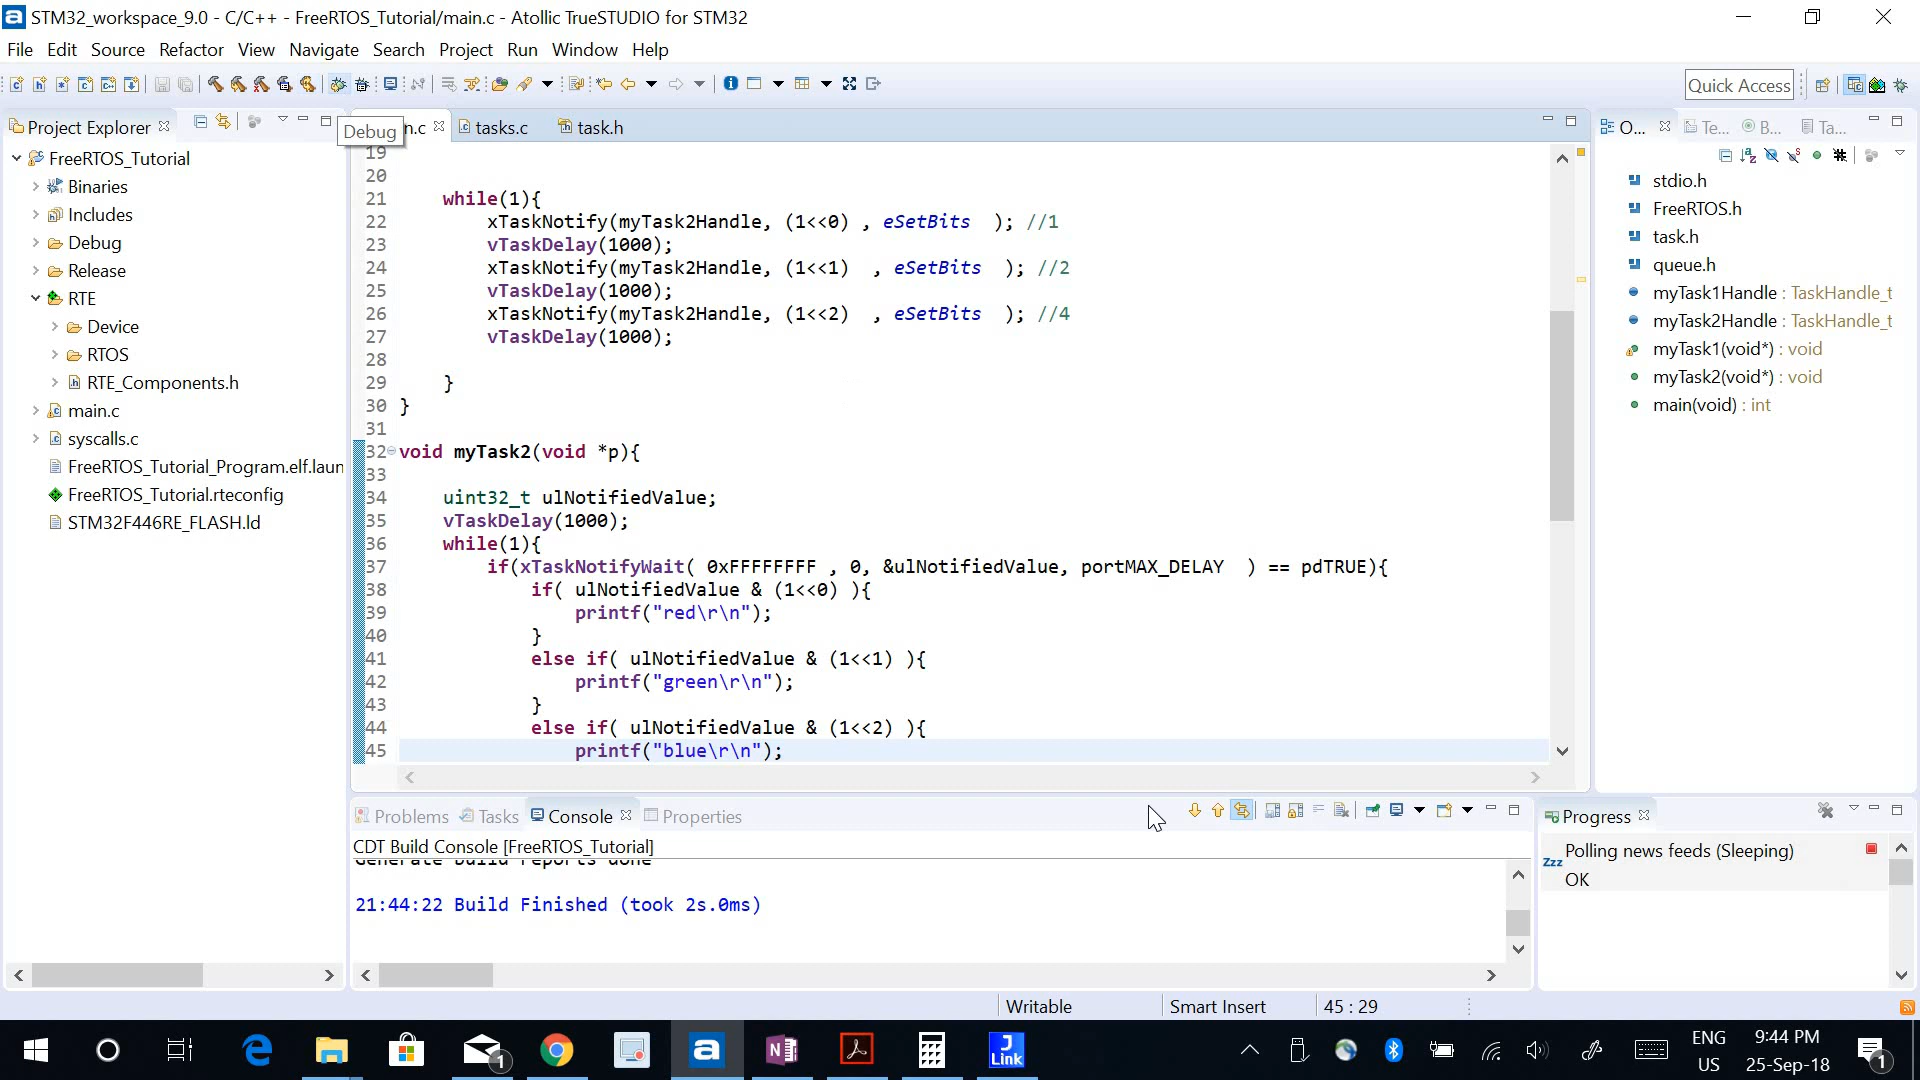 STM32_workspace_9.0 - C/C++ - FreeRTOS_Tutorial/main.c - Atollic TrueSTUDIO for STM32
File Edit Source Refactor View Navigate Search Project Run Window Help
Quick Access
Project Explorer
Debug
n.c
tasks.c
task.h
O...
Te...
B...
Ta...
FreeRTOS_Tutorial
Binaries
Includes
Debug
Release
RTE
Device
RTOS
RTE_Components.h
main.c
syscalls.c
FreeRTOS_Tutorial_Program.elf.laun
FreeRTOS_Tutorial.rteconfig
STM32F446RE_FLASH.ld
19
20
21 while(1){
22 xTaskNotify(myTask2Handle, (1<<0) , eSetBits ); //1
23 vTaskDelay(1000);
24 xTaskNotify(myTask2Handle, (1<<1) , eSetBits ); //2
25 vTaskDelay(1000);
26 xTaskNotify(myTask2Handle, (1<<2) , eSetBits ); //4
27 vTaskDelay(1000);
28
29 }
30 }
31
32 void myTask2(void *p){
33
34 uint32_t ulNotifiedValue;
35 vTaskDelay(1000);
36 while(1){
37 if(xTaskNotifyWait( 0xFFFFFFFF , 0, &ulNotifiedValue, portMAX_DELAY ) == pdTRUE){
38 if( ulNotifiedValue & (1<<0) ){
39 printf("red\r\n");
40 }
41 else if( ulNotifiedValue & (1<<1) ){
42 printf("green\r\n");
43 }
44 else if( ulNotifiedValue & (1<<2) ){
45 printf("blue\r\n");
stdio.h
FreeRTOS.h
task.h
queue.h
myTask1Handle : TaskHandle_t
myTask2Handle : TaskHandle_t
myTask1(void*) : void
myTask2(void*) : void
main(void) : int
Problems Tasks Console Properties
CDT Build Console [FreeRTOS_Tutorial]
Generate build reports done
21:44:22 Build Finished (took 2s.0ms)
Progress
Polling news feeds (Sleeping)
OK
Writable
Smart Insert
45 : 29
1
J
Link
ENG
US
9:44 PM
25-Sep-18
1